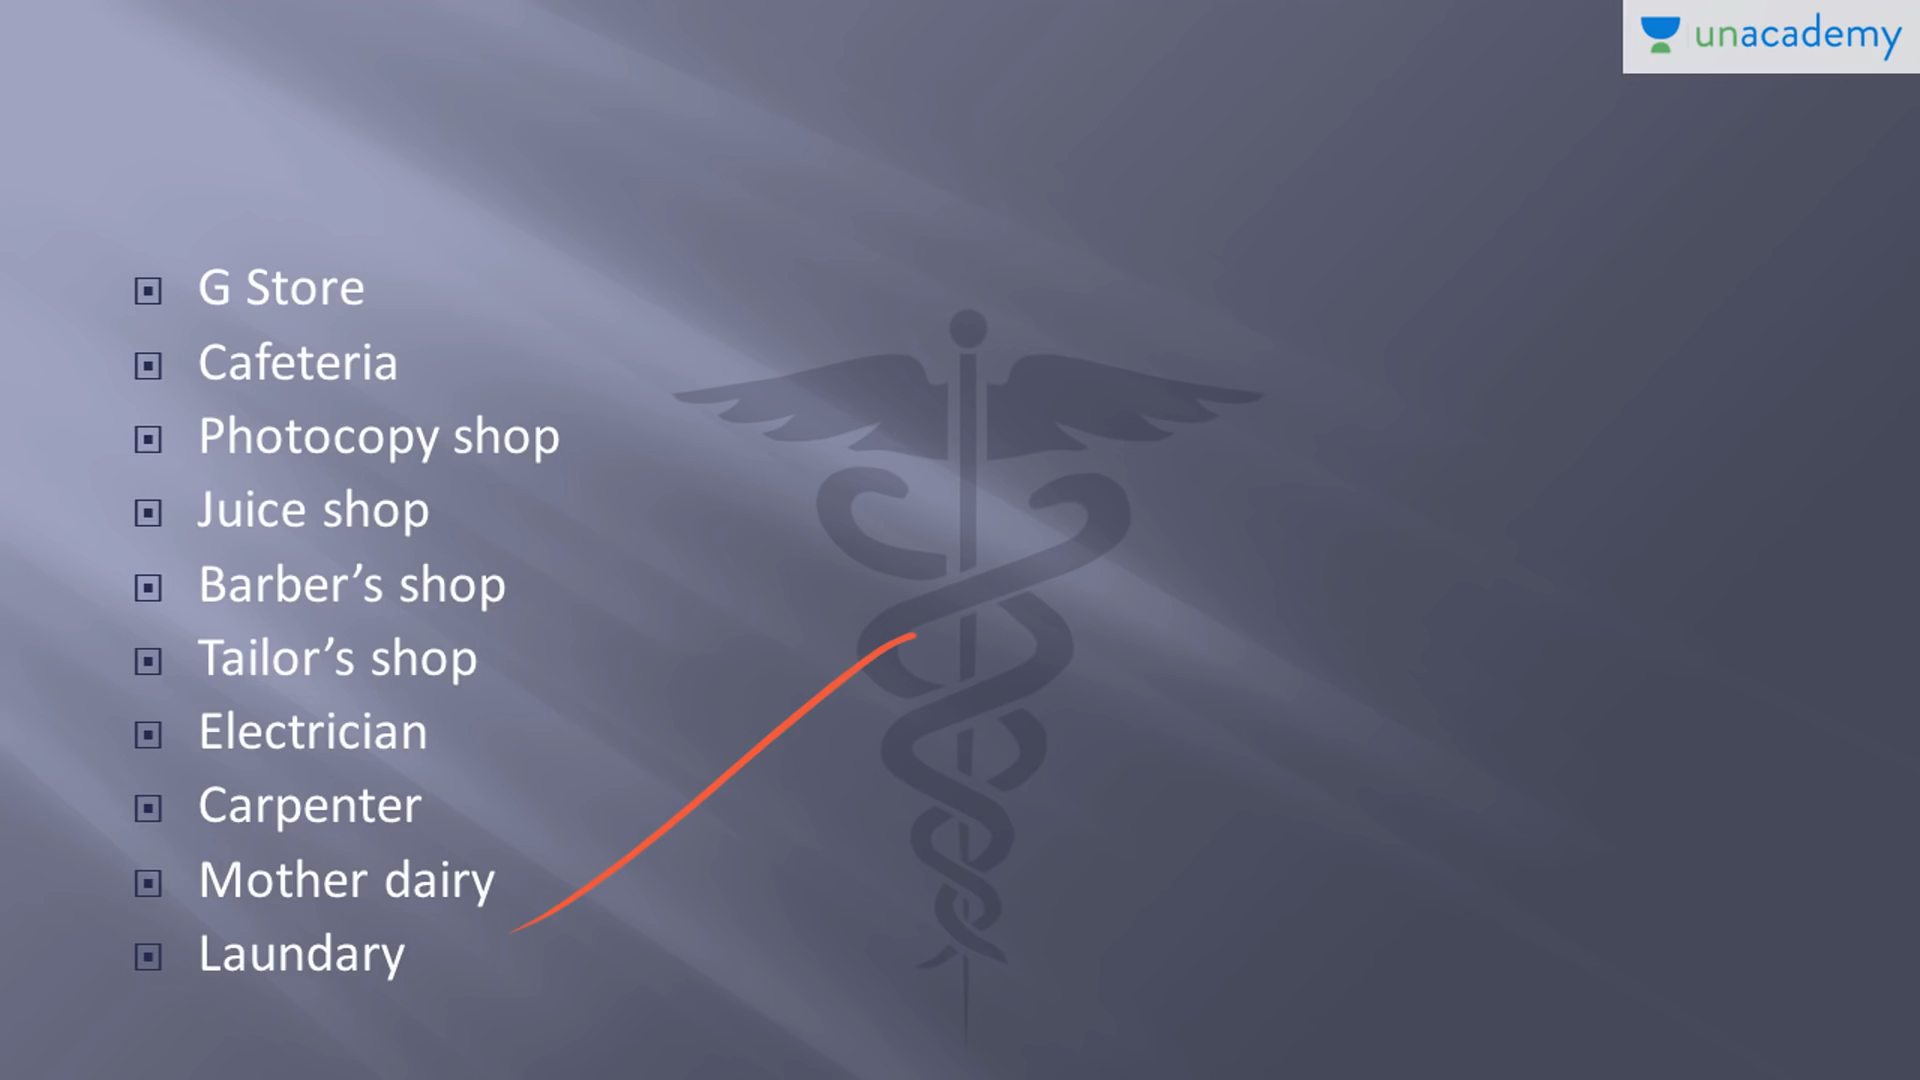 unacademy
G Store
Cafeteria
Photocopy shop
Juice shop
Barber’s shop
Tailor’s shop
Electrician
Carpenter
Mother dairy
Laundary